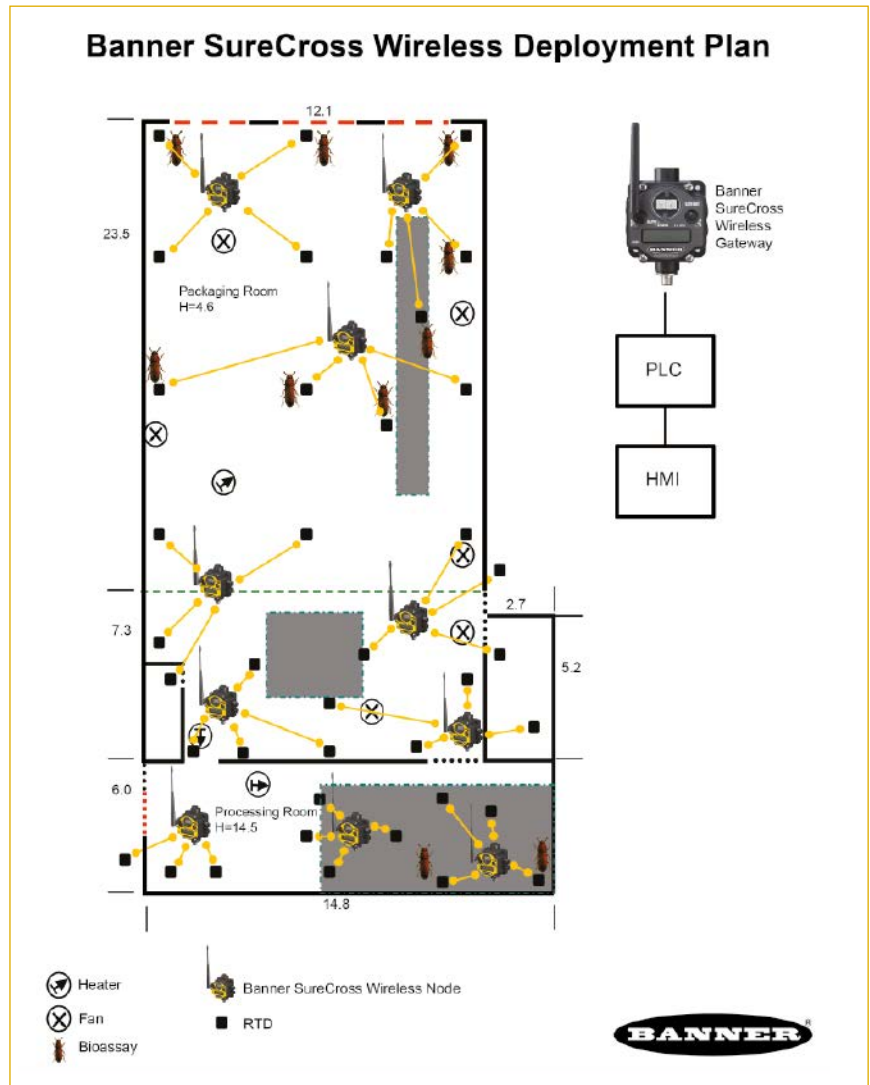 Banner SureCross Wireless Deployment Plan
12.1
23.5
Packaging Room
H=4.6
Banner
SureCross
Wireless
Gateway
PLC
HMI
7.3
2.7
5.2
6.0
Processing Room
H=14.5
14.8
Heater
Fan
Bioassay
Banner SureCross Wireless Node
RTD
BANNER®